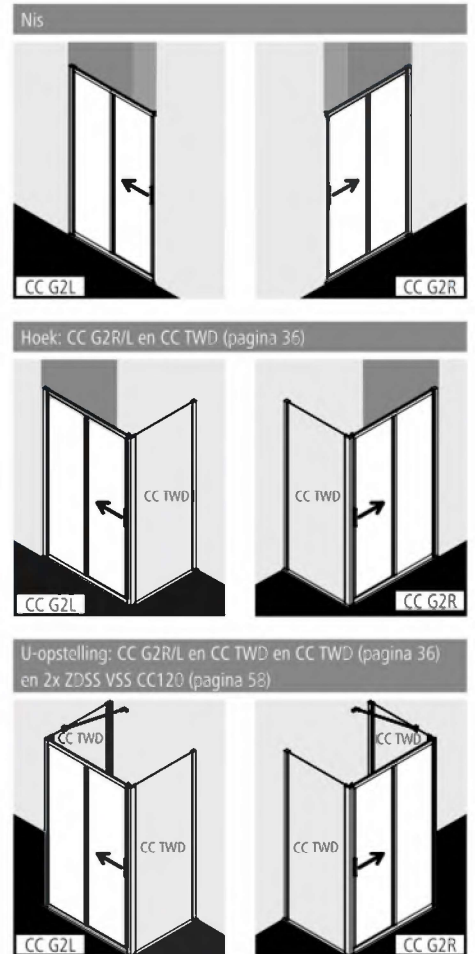 Nis
CC G2L
CC G2R
Hoek: CC G2R/L en CC TWD (pagina 36)
CC TWD
CC TWD
CC G2L
CC G2R
U-opstelling: CC G2R/L en CC TWD en CC TWD (pagina 36)
en 2x ZDSS VSS CC120 (pagina 58)
CC TWD
CC TWD
CC TWD
CC TWD
CC G2L
CC G2R